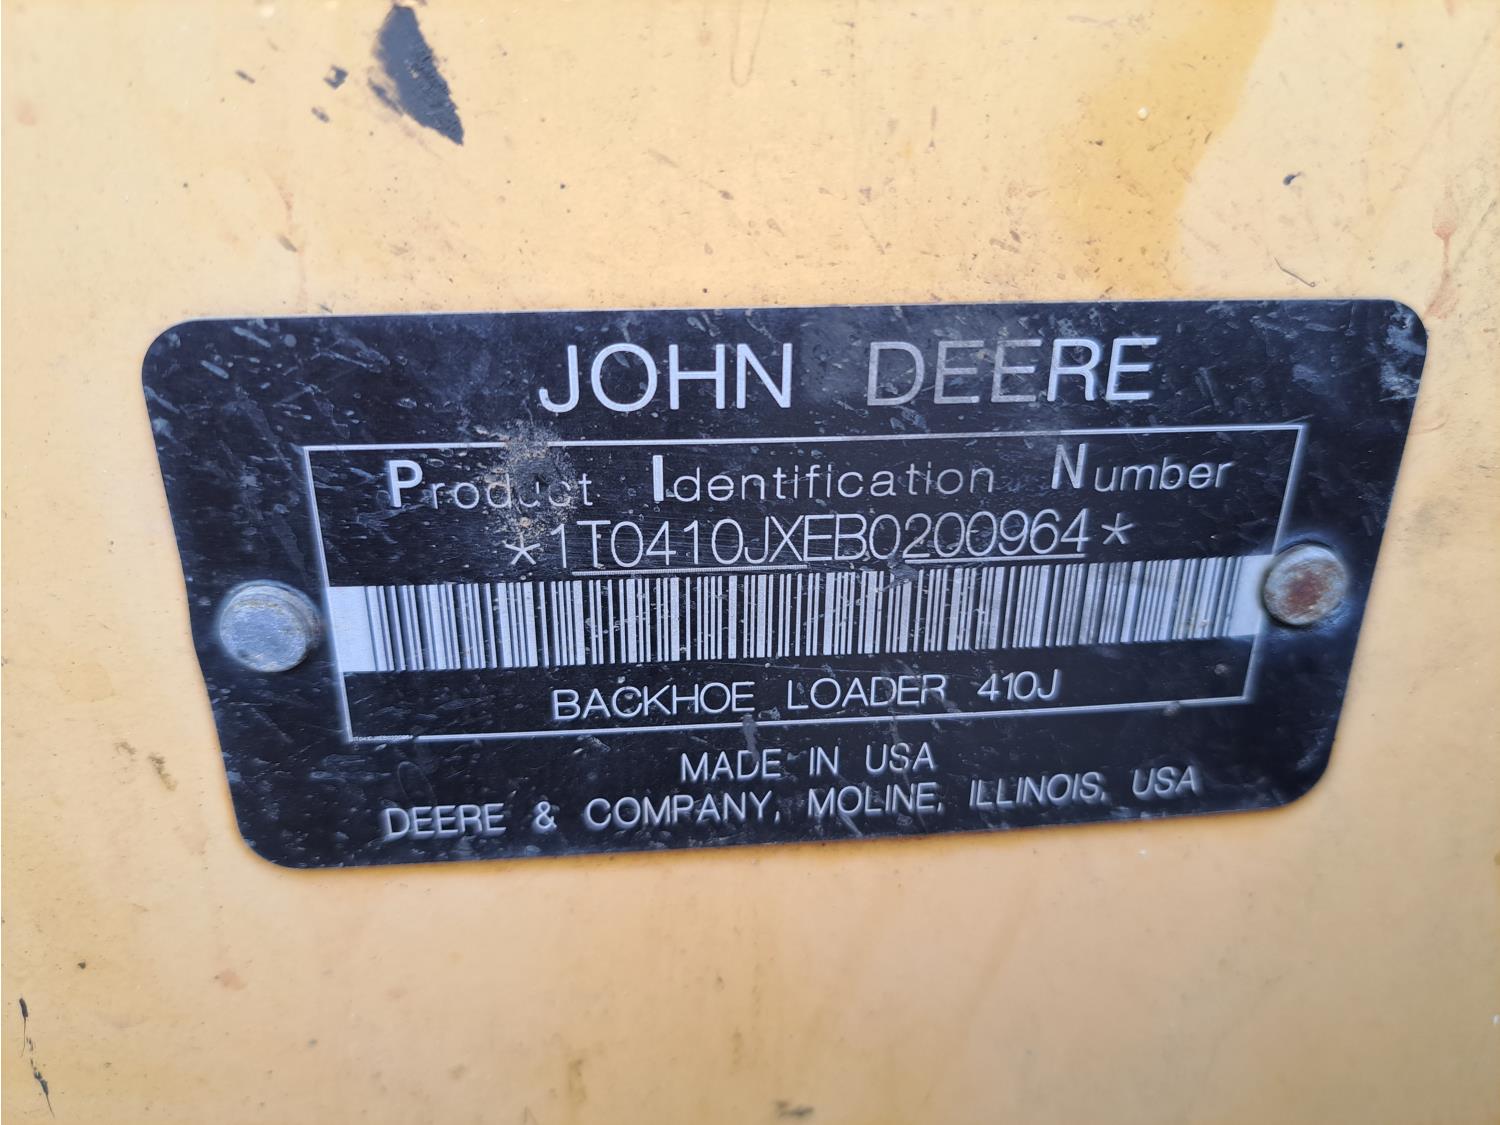 JOHN DEERE
Product Identification Number
*1T0410JXEB0200964*
BACKHOE LOADER 410J
MADE IN USA
DEERE & COMPANY, MOLINE, ILLINOIS, USA